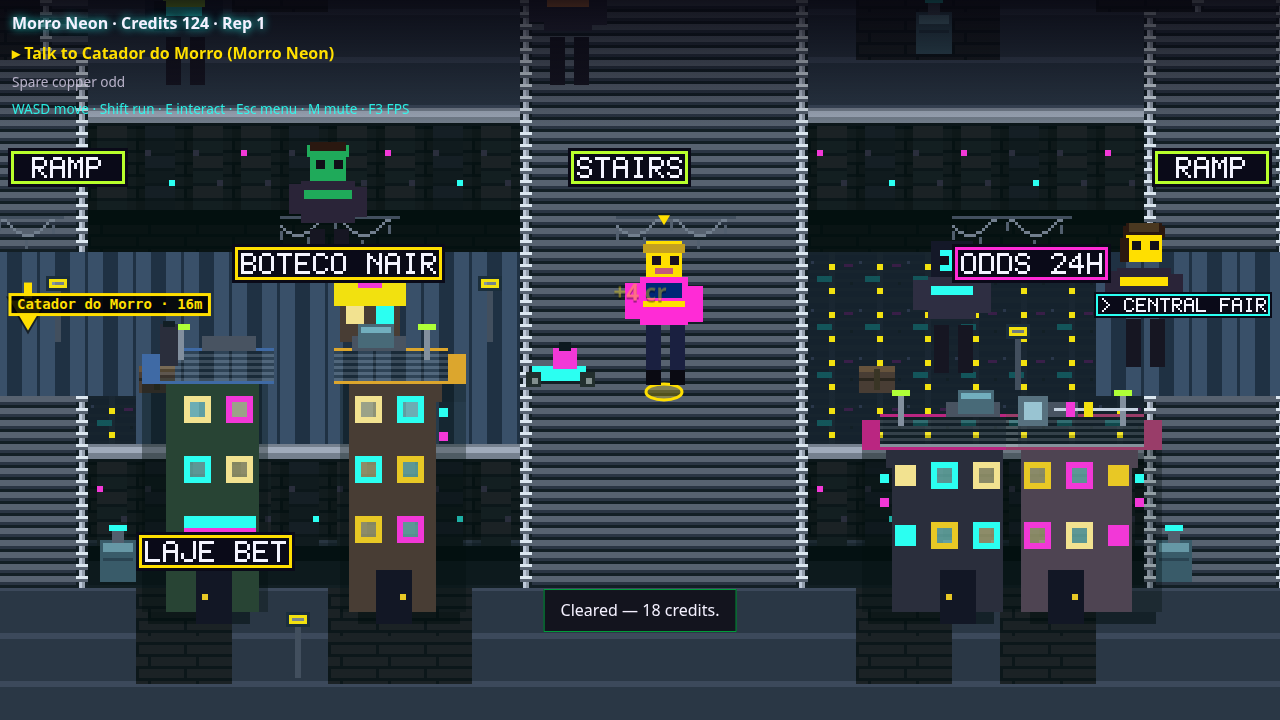 Morro Neon · Credits 124 · Rep 1
▸ Talk to Catador do Morro (Morro Neon)
Spare copper odd
WASD move · Shift run · E interact · Esc menu · M mute · F3 FPS
RAMP
STAIRS
RAMP
BOTECO NAIR
ODDS 24H
Catador do Morro · 16m
+4 cr
> CENTRAL FAIR
LAJE BET
Cleared — 18 credits.